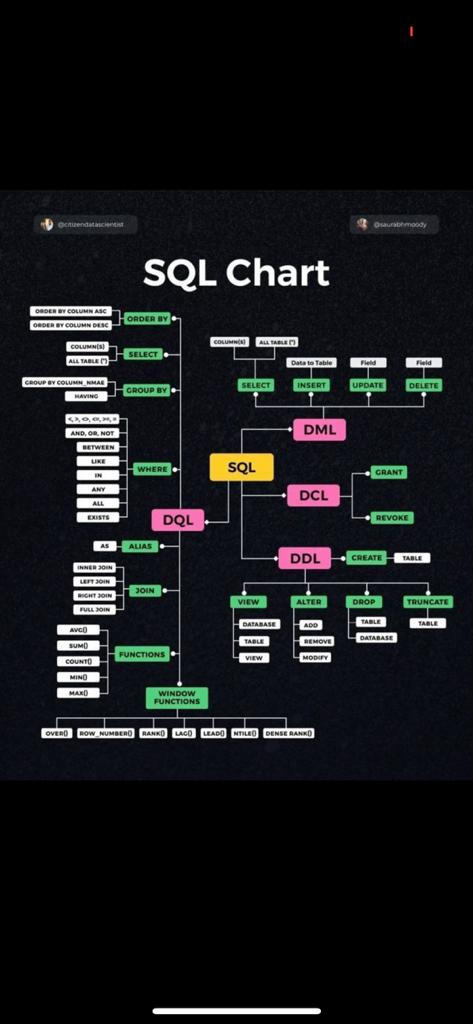 @citizendatascientist
@saurabhmoody
SQL Chart
ORDER BY COLUMN ASC
ORDER BY COLUMN DESC
ORDER BY
COLUMN(S)
ALL TABLE (*)
SELECT
GROUP BY COLUMN_NMAE
HAVING
GROUP BY
<, >, <>, <=, >=, =
AND, OR, NOT
BETWEEN
LIKE
IN
ANY
ALL
EXISTS
WHERE
DQL
AS
ALIAS
INNER JOIN
LEFT JOIN
RIGHT JOIN
FULL JOIN
JOIN
AVG()
SUM()
COUNT()
MIN()
MAX()
FUNCTIONS
WINDOW
FUNCTIONS
OVER()
ROW_NUMBER()
RANK()
LAG()
LEAD()
NTILE()
DENSE RANK()
SQL
COLUMN(S)
ALL TABLE (*)
Data to Table
Field
Field
SELECT
INSERT
UPDATE
DELETE
DML
DCL
GRANT
REVOKE
DDL
CREATE
TABLE
VIEW
ALTER
DROP
TRUNCATE
DATABASE
TABLE
VIEW
ADD
REMOVE
MODIFY
TABLE
DATABASE
TABLE